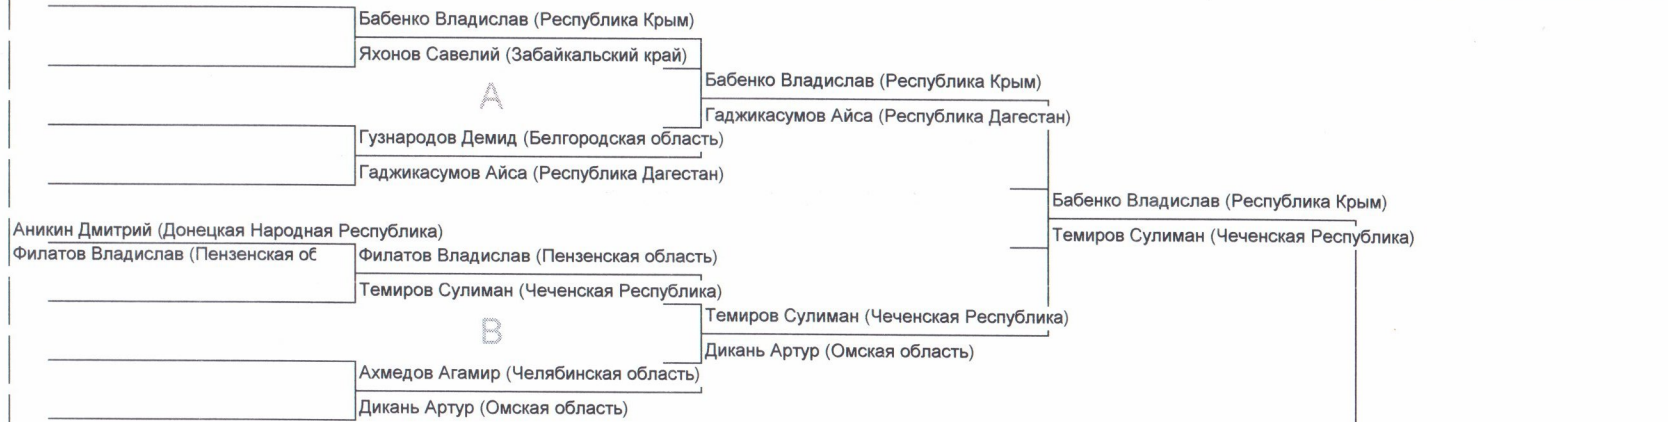 Бабенко Владислав (Республика Крым)
Яхонов Савелий (Забайкальский край)
Бабенко Владислав (Республика Крым)
A
Гаджикасумов Айса (Республика Дагестан)
Гузнародов Демид (Белгородская область)
Гаджикасумов Айса (Республика Дагестан)
Бабенко Владислав (Республика Крым)
Аникин Дмитрий (Донецкая Народная Республика)
Темиров Сулиман (Чеченская Республика)
Филатов Владислав (Пензенская об
Филатов Владислав (Пензенская область)
Темиров Сулиман (Чеченская Республика)
Темиров Сулиман (Чеченская Республика)
B
Дикань Артур (Омская область)
Ахмедов Агамир (Челябинская область)
Дикань Артур (Омская область)